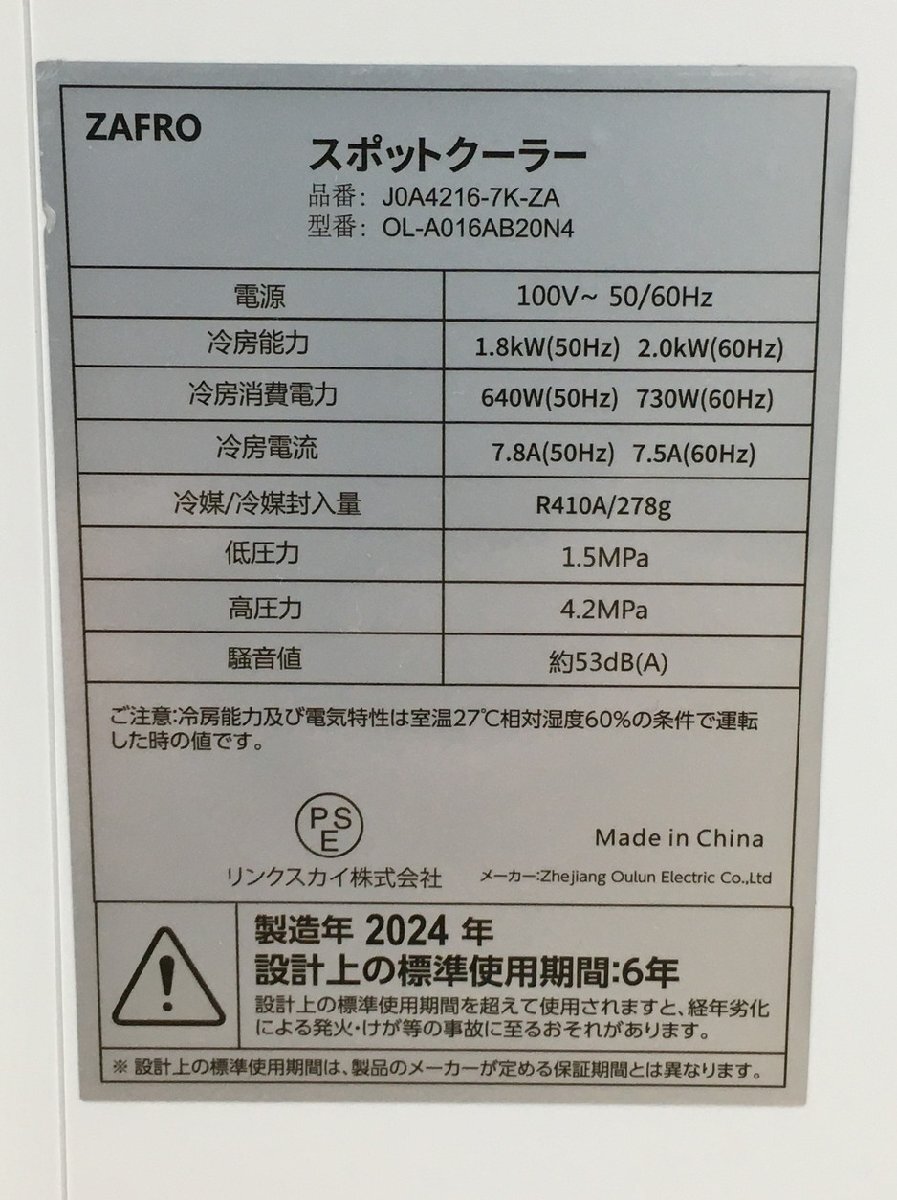 ZAFRO
スポットクーラー
品番: J0A4216-7K-ZA
型番: OL-A016AB20N4
電源 100V~ 50/60Hz
冷房能力 1.8kW(50Hz) 2.0kW(60Hz)
冷房消費電力 640W(50Hz) 730W(60Hz)
冷房電流 7.8A(50Hz) 7.5A(60Hz)
冷媒/冷媒封入量 R410A/278g
低圧力 1.5MPa
高圧力 4.2MPa
騒音値 約53dB(A)
ご注意:冷房能力及び電気特性は室温27℃相対湿度60%の条件で運転
した時の値です。
PSE
Made in China
リンクスカイ株式会社 メーカー:Zhejiang Oulun Electric Co.,Ltd
製造年 2024 年
設計上の標準使用期間:6年
設計上の標準使用期間を超えて使用されますと、経年劣化
による発火・けが等の事故に至るおそれがあります。
※ 設計上の標準使用期間は、製品のメーカーが定める保証期間とは異なります。